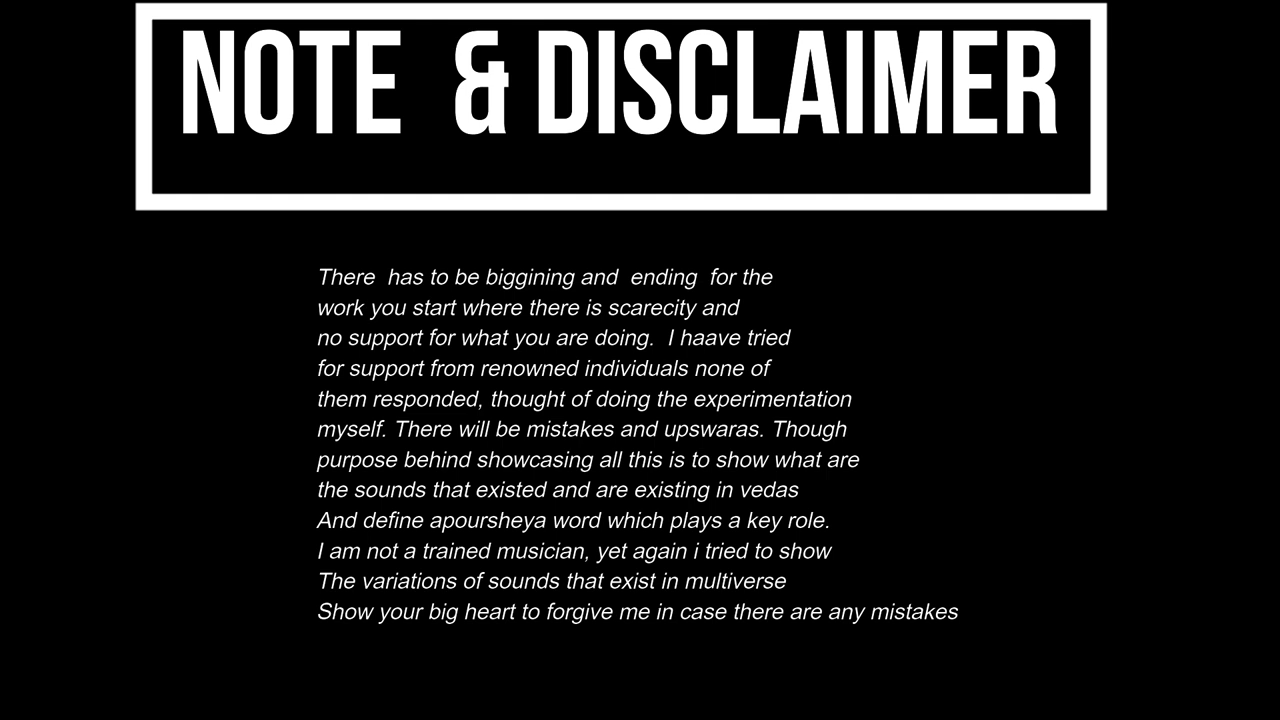 NOTE & DISCLAIMER
There has to be biggining and ending for the
work you start where there is scarecity and
no support for what you are doing. I haave tried
for support from renowned individuals none of
them responded, thought of doing the experimentation
myself. There will be mistakes and upswaras. Though
purpose behind showcasing all this is to show what are
the sounds that existed and are existing in vedas
And define apoursheya word which plays a key role.
I am not a trained musician, yet again i tried to show
The variations of sounds that exist in multiverse
Show your big heart to forgive me in case there are any mistakes